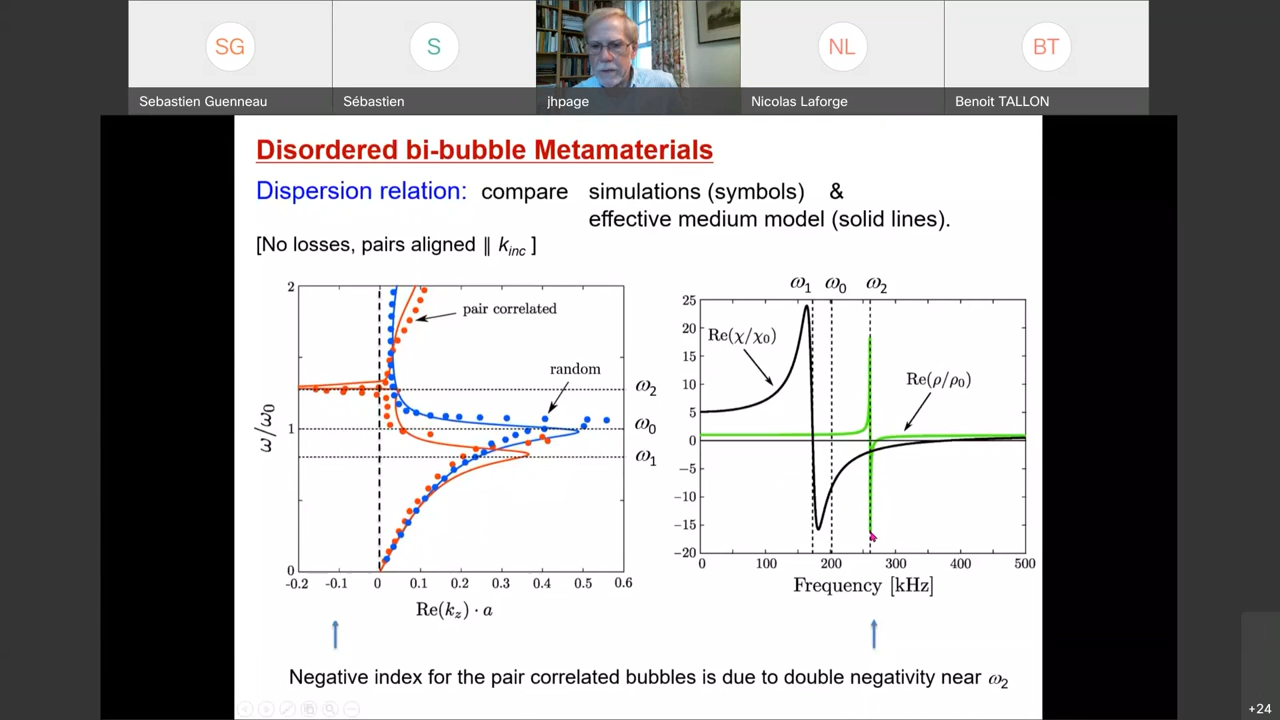 SG
S
NL
BT
Sebastien Guenneau
Sébastien
jhpage
Nicolas Laforge
Benoit TALLON
Disordered bi-bubble Metamaterials
Dispersion relation: compare simulations (symbols) &
effective medium model (solid lines).
[No losses, pairs aligned ∥ k_inc ]
2
1
0
ω/ω₀
pair correlated
random
ω₂
ω₀
ω₁
-0.2 -0.1 0 0.1 0.2 0.3 0.4 0.5 0.6
Re(k_z) · a
ω₁ ω₀ ω₂
25
20
15
10
5
0
−5
−10
−15
−20
Re(χ/χ₀)
Re(ρ/ρ₀)
0 100 200 300 400 500
Frequency [kHz]
Negative index for the pair correlated bubbles is due to double negativity near ω₂
+24